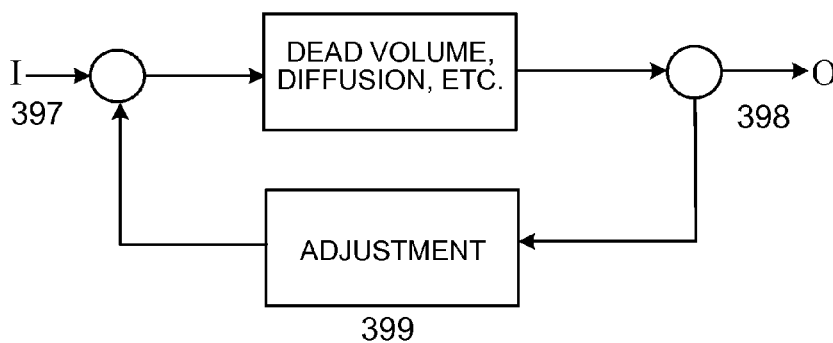 I
DEAD VOLUME,
DIFFUSION, ETC.
O
397
398
ADJUSTMENT
399